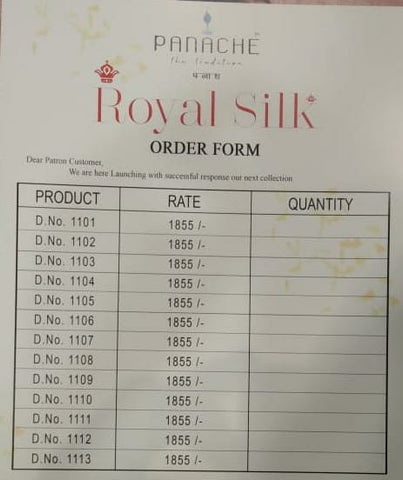 PANACHE
the tradition
पनाश
Royal Silk
ORDER FORM
Dear Patron Customer,
We are here Launching with successful response our next collection
PRODUCT RATE QUANTITY
D.No. 1101 1855 /-
D.No. 1102 1855 /-
D.No. 1103 1855 /-
D.No. 1104 1855 /-
D.No. 1105 1855 /-
D.No. 1106 1855 /-
D.No. 1107 1855 /-
D.No. 1108 1855 /-
D.No. 1109 1855 /-
D.No. 1110 1855 /-
D.No. 1111 1855 /-
D.No. 1112 1855 /-
D.No. 1113 1855 /-